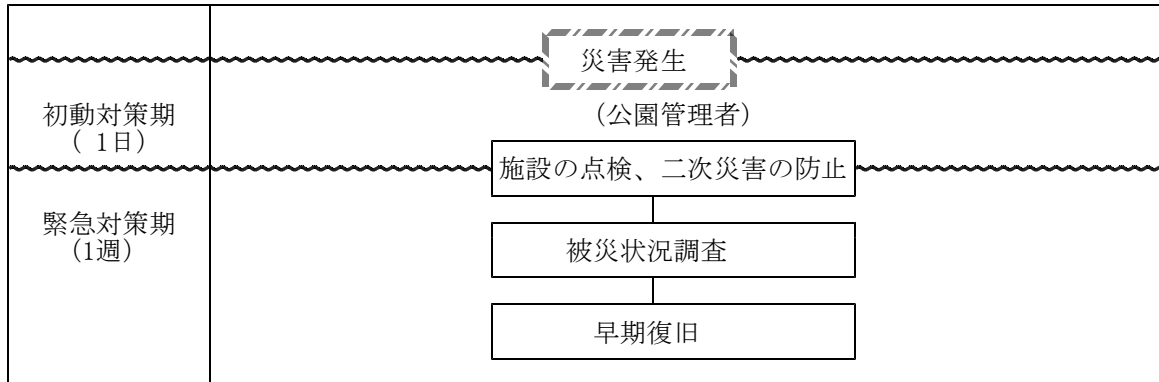 災害発生
初動対策期
( 1日)
(公園管理者)
施設の点検、二次災害の防止
緊急対策期
(1週)
被災状況調査
早期復旧